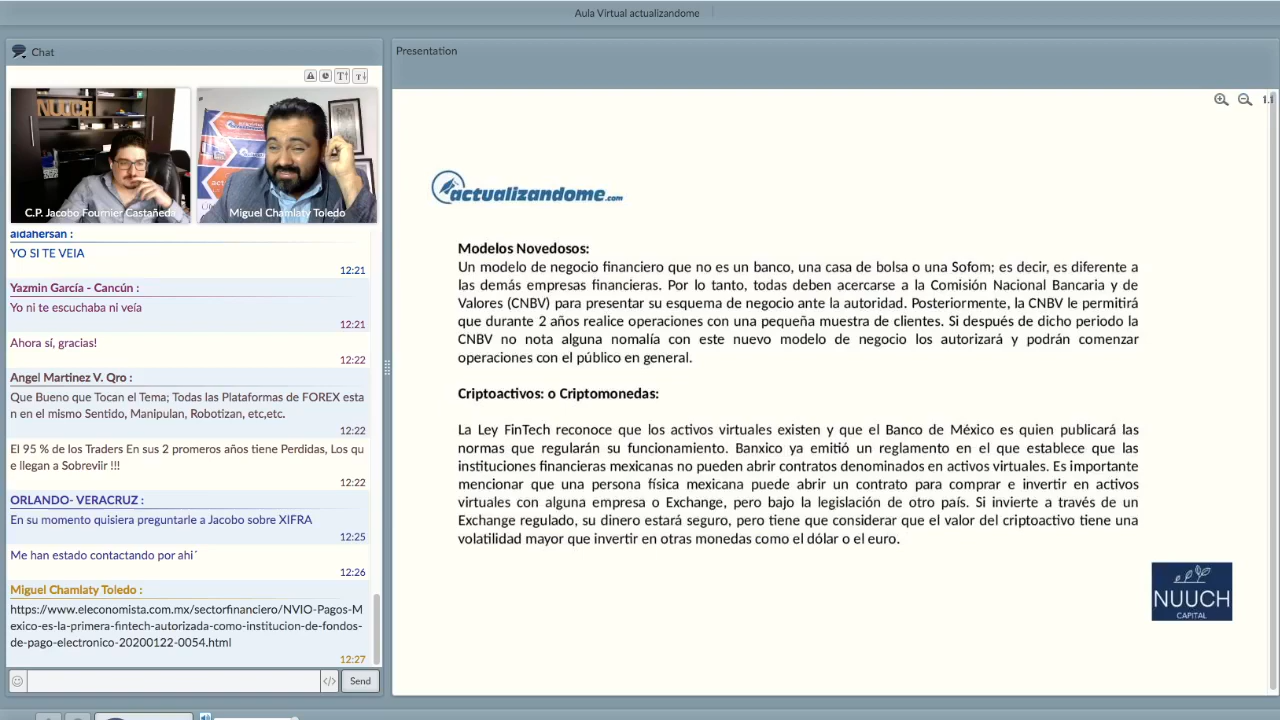 Aula Virtual actualizandome
Chat
NUUCH
C.P. Jacobo Fournier Castañeda
Miguel Chamlaty Toledo
aidahersan :
YO SI TE VEIA
12:21
Yazmin García - Cancún :
Yo ni te escuchaba ni veía
12:21
Ahora sí, gracias!
12:22
Angel Martinez V. Qro :
Que Bueno que Tocan el Tema; Todas las Plataformas de FOREX esta
n en el mismo Sentido, Manipulan, Robotizan, etc,etc.
12:22
El 95 % de los Traders En sus 2 promeros años tiene Perdidas, Los qu
e llegan a Sobreviir !!!
12:22
ORLANDO- VERACRUZ :
En su momento quisiera preguntarle a Jacobo sobre XIFRA
12:25
Me han estado contactando por ahi´
12:26
Miguel Chamlaty Toledo :
https://www.eleconomista.com.mx/sectorfinanciero/NVIO-Pagos-M
exico-es-la-primera-fintech-autorizada-como-institucion-de-fondos-
de-pago-electronico-20200122-0054.html
12:27
Send
Presentation
actualizandome.com
Modelos Novedosos:
Un modelo de negocio financiero que no es un banco, una casa de bolsa o una Sofom; es decir, es diferente a
las demás empresas financieras. Por lo tanto, todas deben acercarse a la Comisión Nacional Bancaria y de
Valores (CNBV) para presentar su esquema de negocio ante la autoridad. Posteriormente, la CNBV le permitirá
que durante 2 años realice operaciones con una pequeña muestra de clientes. Si después de dicho periodo la
CNBV no nota alguna nomalía con este nuevo modelo de negocio los autorizará y podrán comenzar
operaciones con el público en general.
Criptoactivos: o Criptomonedas:
La Ley FinTech reconoce que los activos virtuales existen y que el Banco de México es quien publicará las
normas que regularán su funcionamiento. Banxico ya emitió un reglamento en el que establece que las
instituciones financieras mexicanas no pueden abrir contratos denominados en activos virtuales. Es importante
mencionar que una persona física mexicana puede abrir un contrato para comprar e invertir en activos
virtuales con alguna empresa o Exchange, pero bajo la legislación de otro país. Si invierte a través de un
Exchange regulado, su dinero estará seguro, pero tiene que considerar que el valor del criptoactivo tiene una
volatilidad mayor que invertir en otras monedas como el dólar o el euro.
NUUCH
CAPITAL